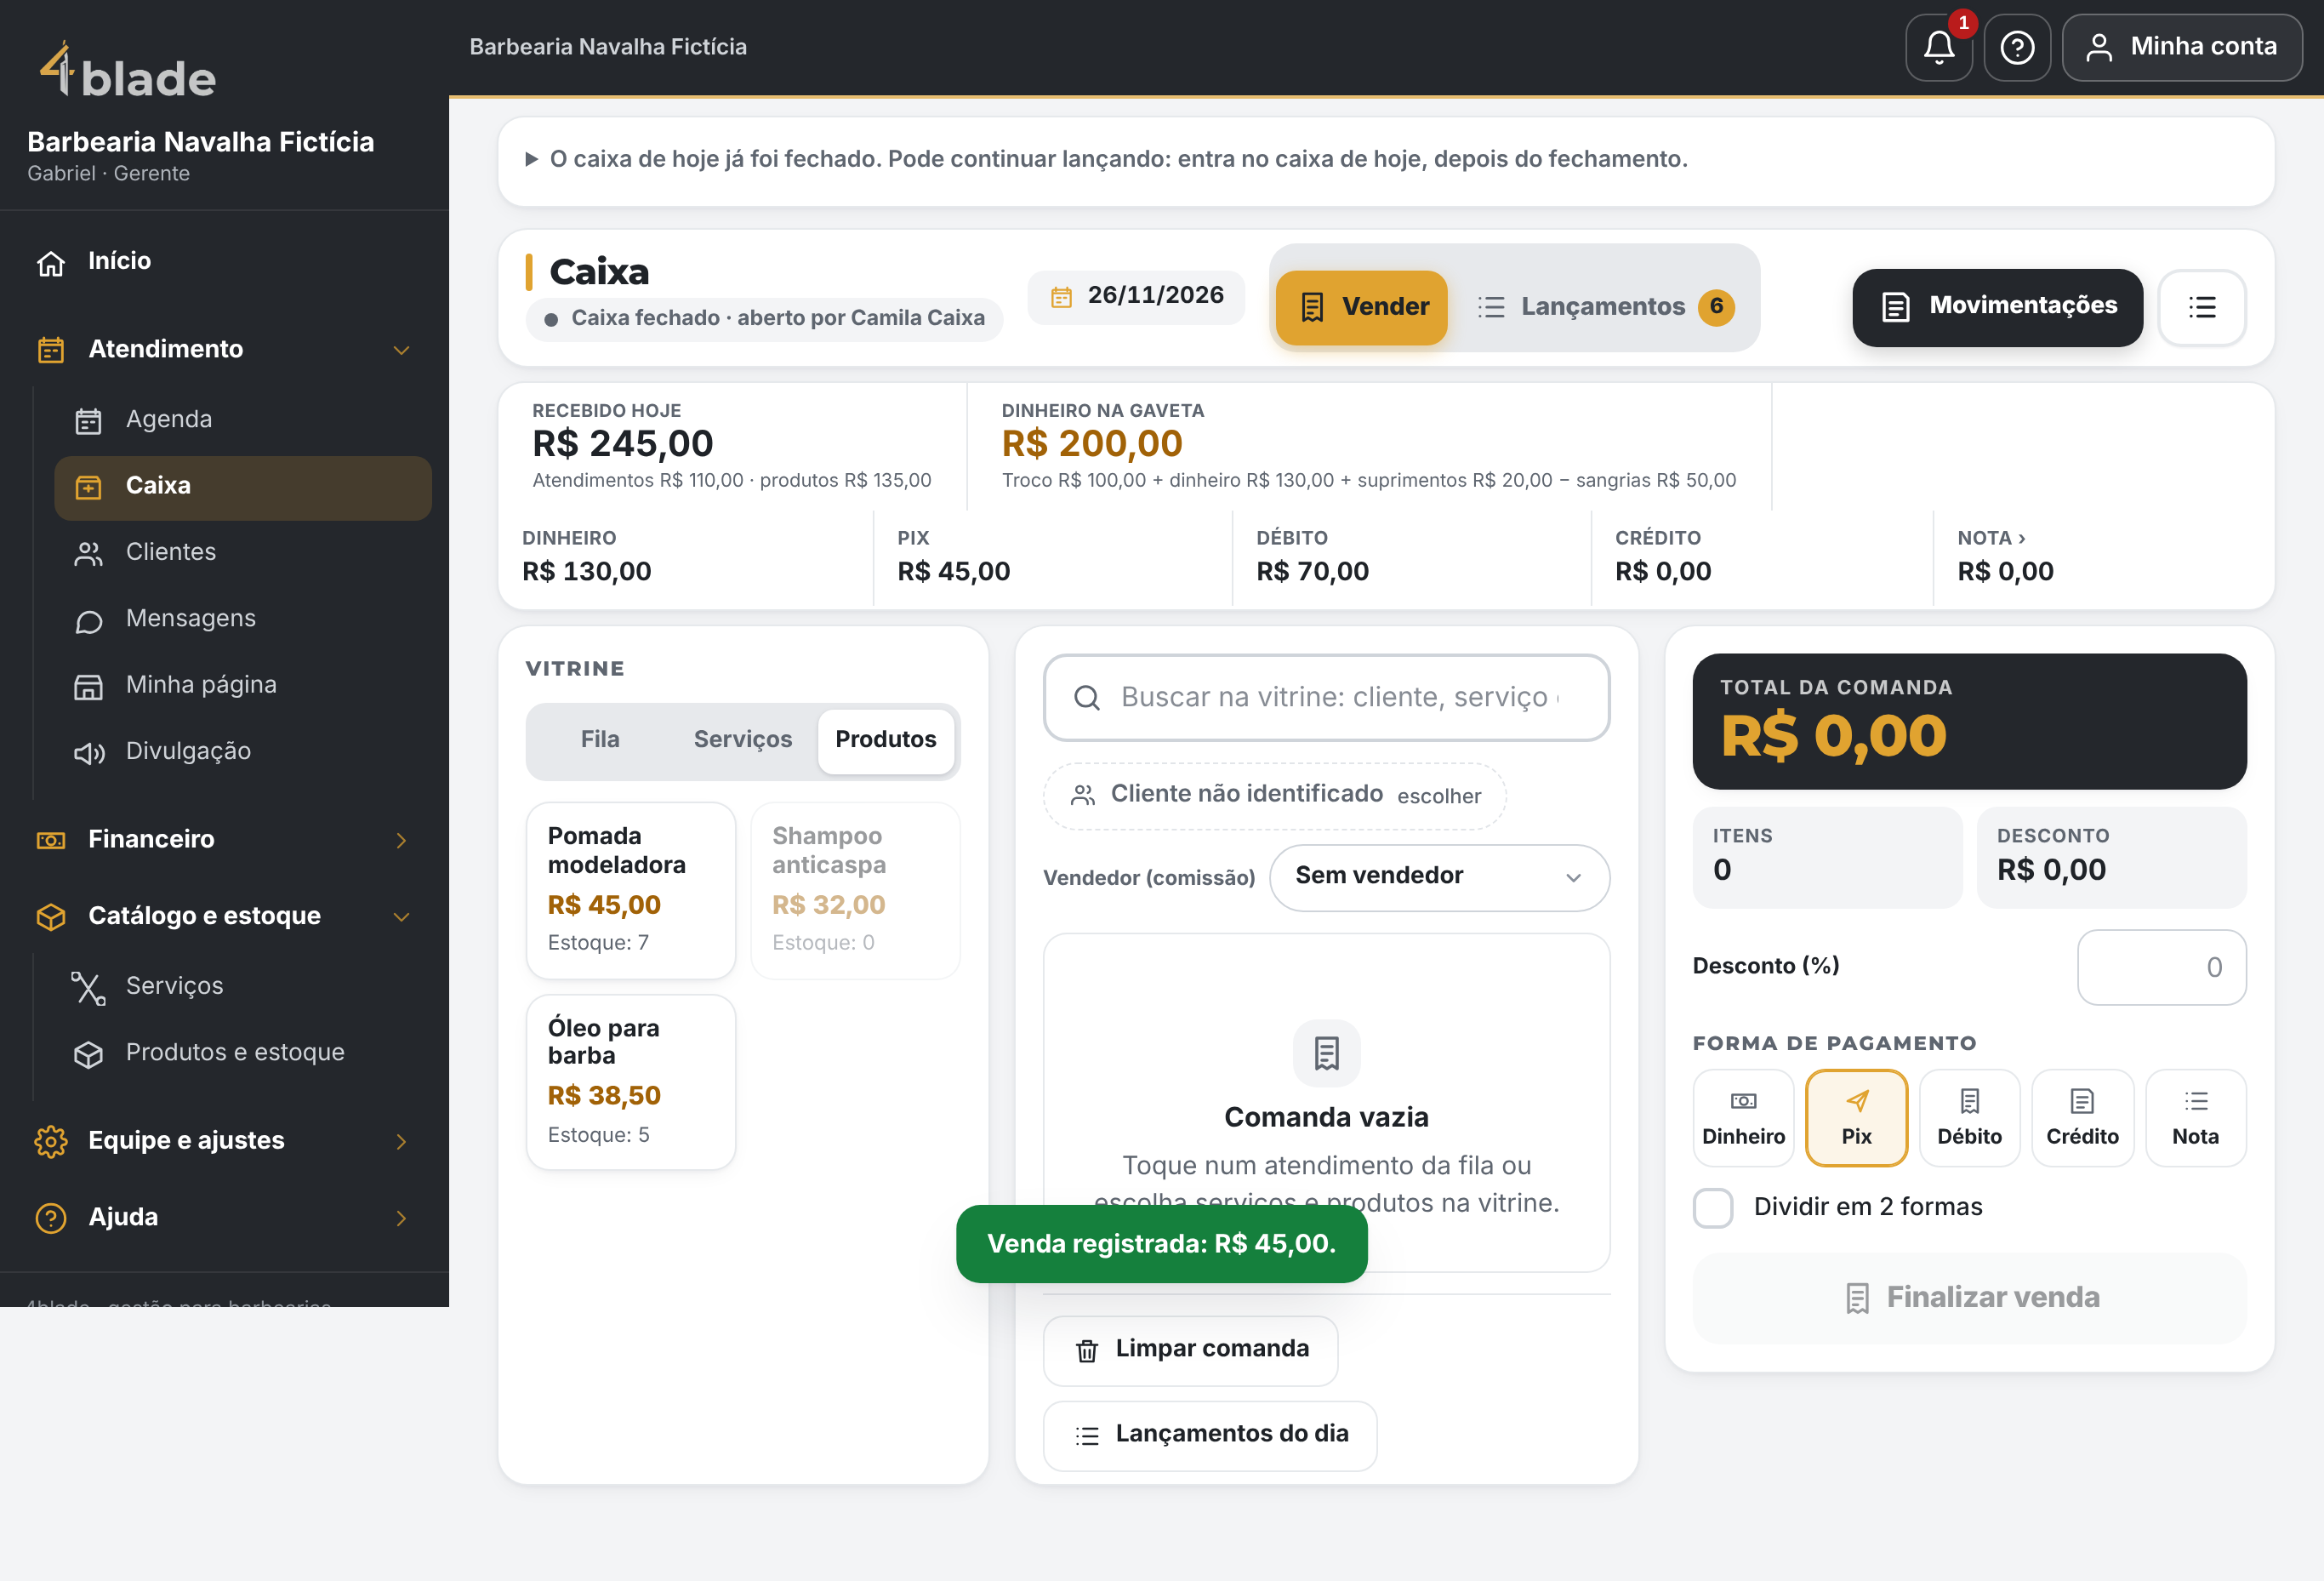 4blade
Barbearia Navalha Fictícia
Gabriel · Gerente
Início
Atendimento
Agenda
Caixa
Clientes
Mensagens
Minha página
Divulgação
Financeiro
Catálogo e estoque
Serviços
Produtos e estoque
Equipe e ajustes
Ajuda
4blade · gestão para barbearias
Barbearia Navalha Fictícia
1
Minha conta
O caixa de hoje já foi fechado. Pode continuar lançando: entra no caixa de hoje, depois do fechamento.
Caixa
Caixa fechado · aberto por Camila Caixa
26/11/2026
Vender
Lançamentos 6
Movimentações
RECEBIDO HOJE
R$ 245,00
Atendimentos R$ 110,00 · produtos R$ 135,00
DINHEIRO NA GAVETA
R$ 200,00
Troco R$ 100,00 + dinheiro R$ 130,00 + suprimentos R$ 20,00 − sangrias R$ 50,00
DINHEIRO
R$ 130,00
PIX
R$ 45,00
DÉBITO
R$ 70,00
CRÉDITO
R$ 0,00
NOTA ›
R$ 0,00
VITRINE
Fila
Serviços
Produtos
Pomada
modeladora
R$ 45,00
Estoque: 7
Shampoo
anticaspa
R$ 32,00
Estoque: 0
Óleo para
barba
R$ 38,50
Estoque: 5
Buscar na vitrine: cliente, serviço
Cliente não identificado escolher
Vendedor (comissão)
Sem vendedor
Comanda vazia
Toque num atendimento da fila ou
escolha serviços e produtos na vitrine.
Venda registrada: R$ 45,00.
Limpar comanda
Lançamentos do dia
TOTAL DA COMANDA
R$ 0,00
ITENS
0
DESCONTO
R$ 0,00
Desconto (%)
0
FORMA DE PAGAMENTO
Dinheiro
Pix
Débito
Crédito
Nota
Dividir em 2 formas
Finalizar venda